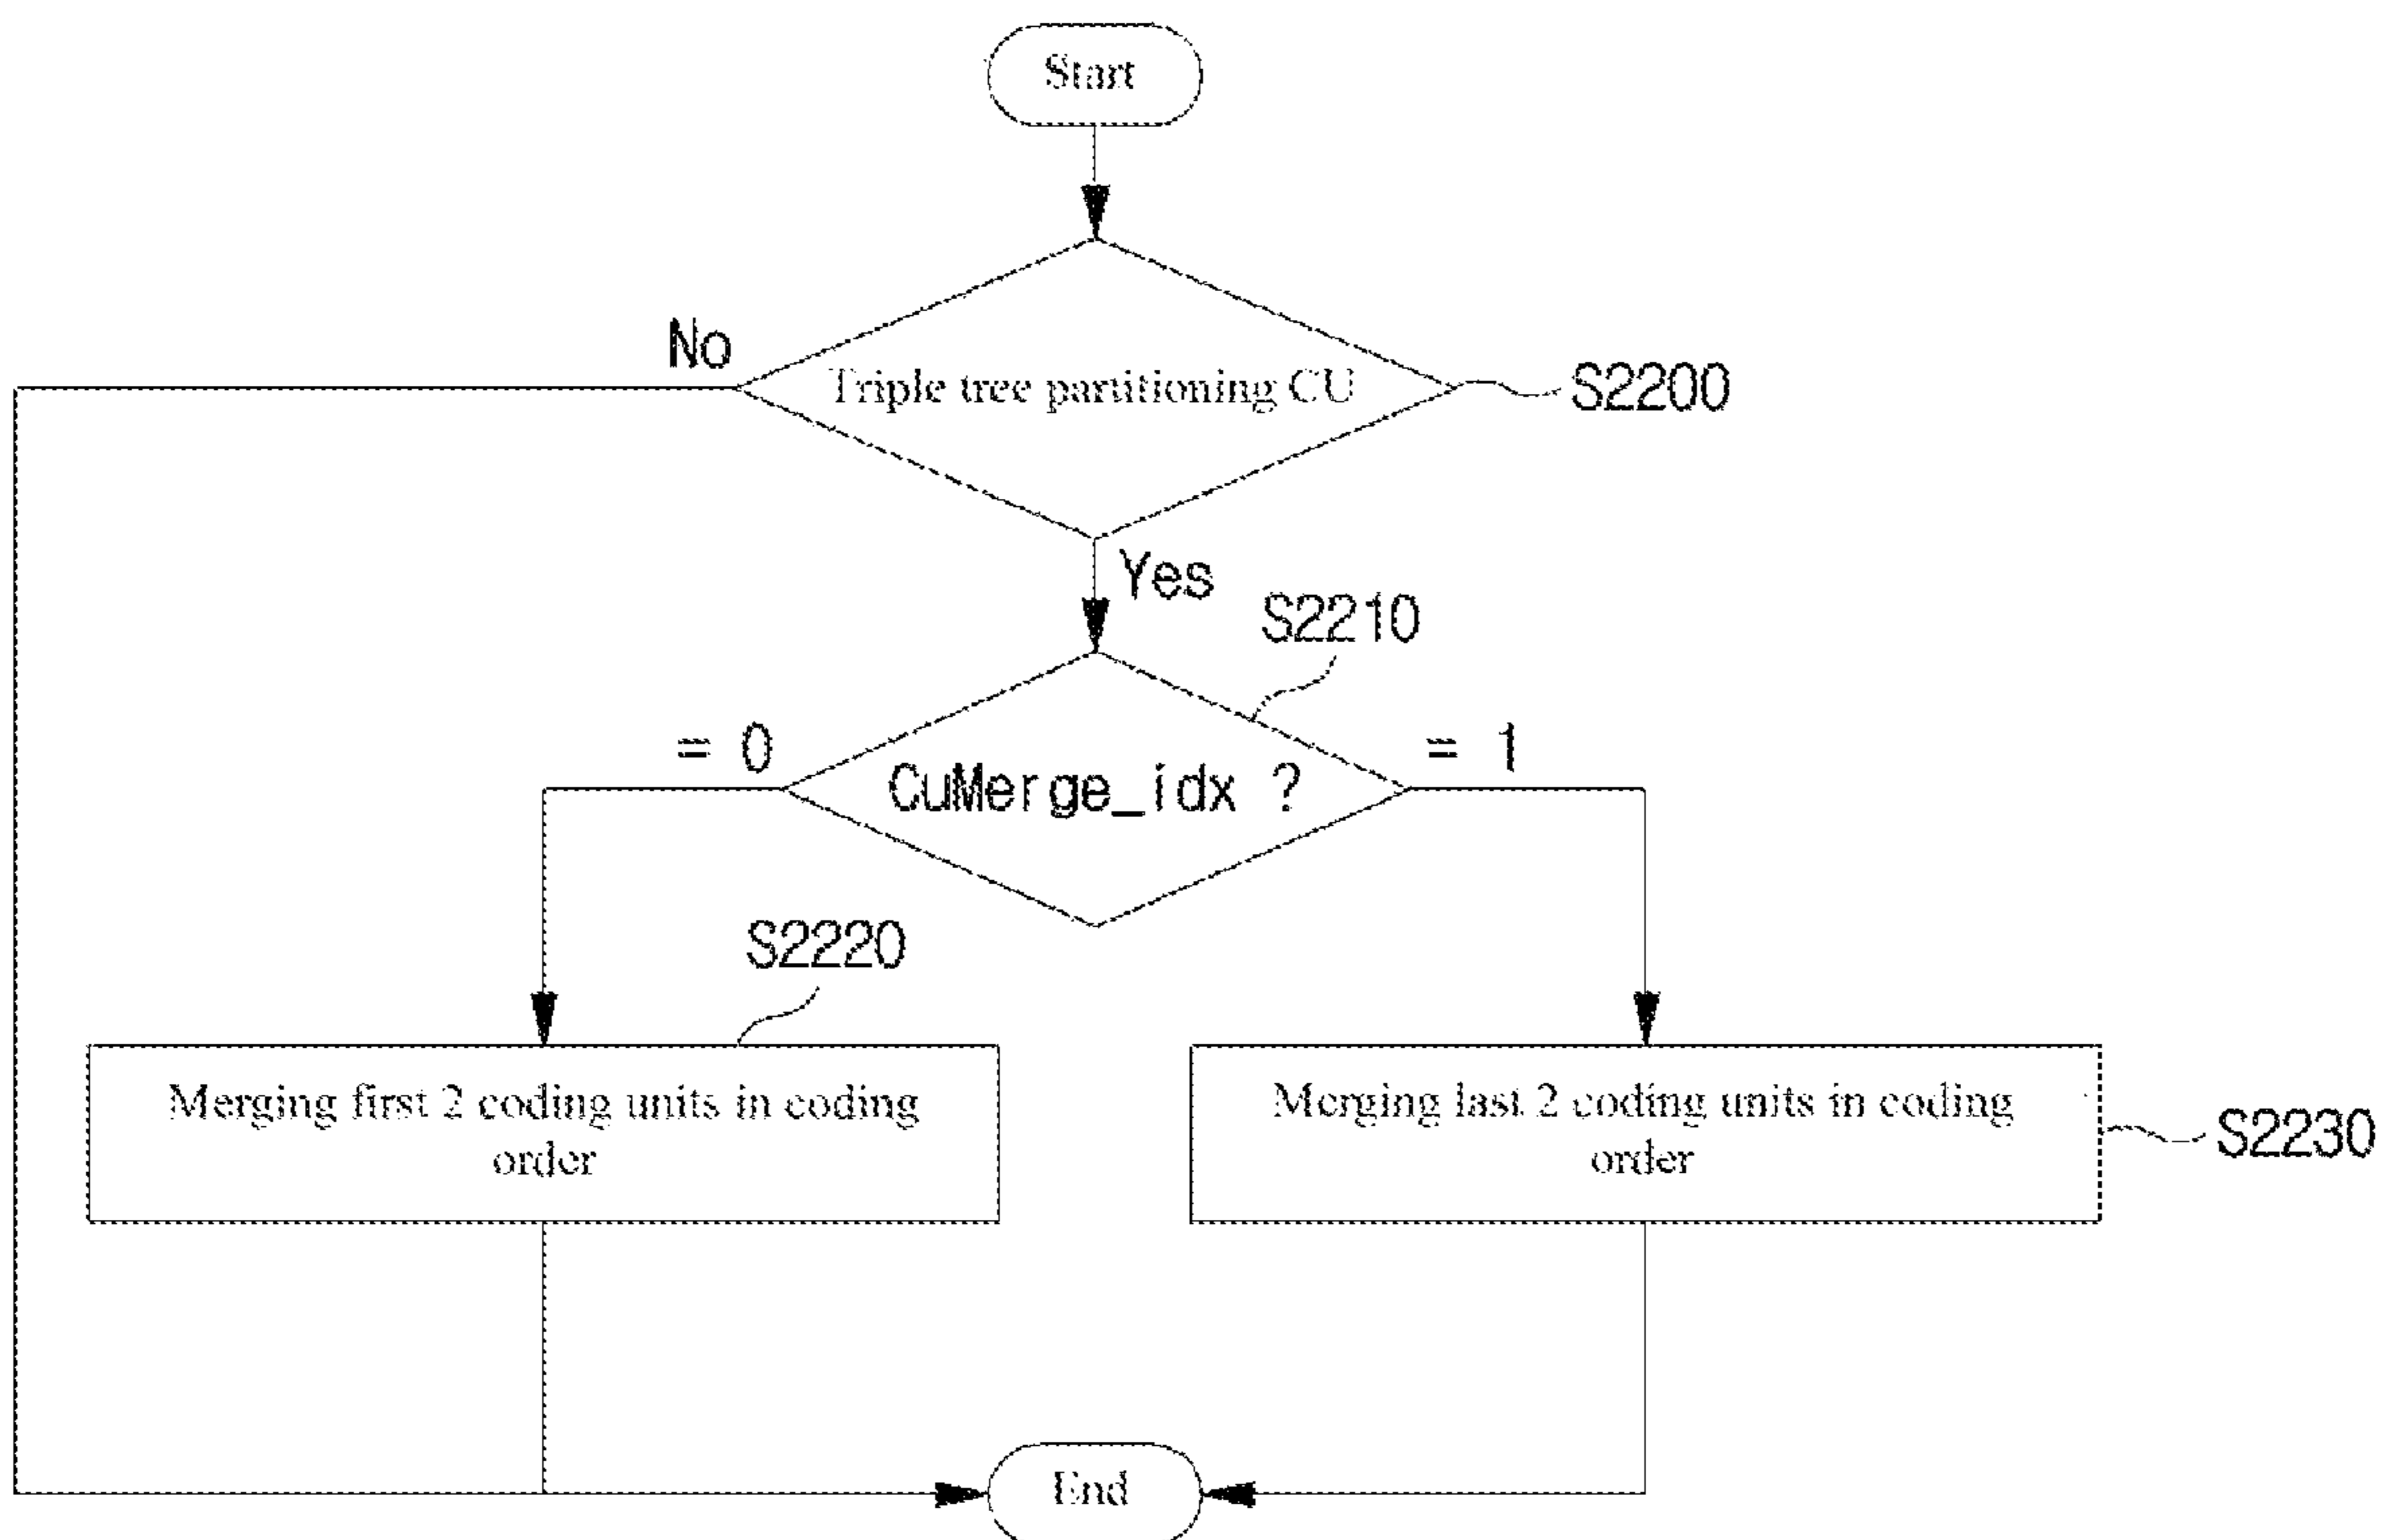 Start
No
Triple tree partitioning CU
S2200
Yes
S2210
= 0
CuMerge_idx ?
= 1
S2220
Merging first 2 coding units in coding
order
Merging last 2 coding units in coding
order
S2230
End